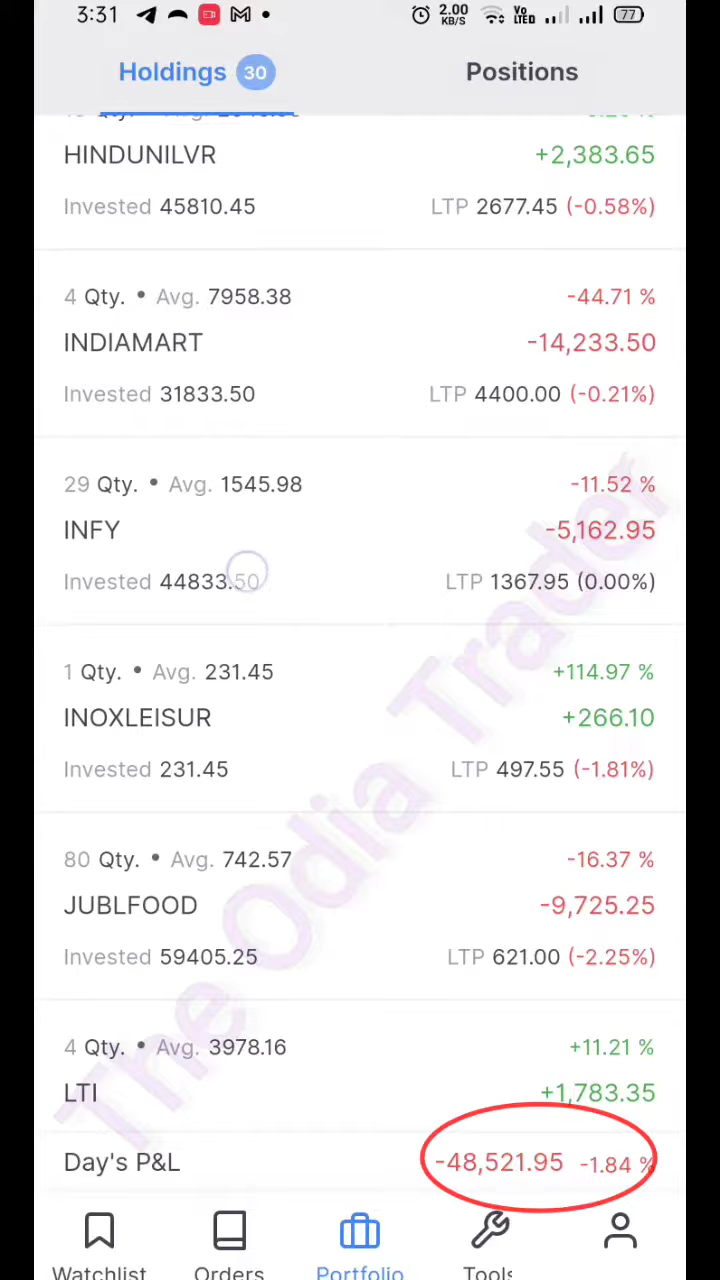 3:31 2.00 KB/S Vo LTED 77
Holdings 30 Positions
HINDUNILVR +2,383.65
Invested 45810.45 LTP 2677.45 (-0.58%)
4 Qty. • Avg. 7958.38 -44.71 %
INDIAMART -14,233.50
Invested 31833.50 LTP 4400.00 (-0.21%)
29 Qty. • Avg. 1545.98 -11.52 %
INFY -5,162.95
Invested 44833.50 LTP 1367.95 (0.00%)
1 Qty. • Avg. 231.45 +114.97 %
INOXLEISUR +266.10
Invested 231.45 LTP 497.55 (-1.81%)
80 Qty. • Avg. 742.57 -16.37 %
JUBLFOOD -9,725.25
Invested 59405.25 LTP 621.00 (-2.25%)
4 Qty. • Avg. 3978.16 +11.21 %
LTI +1,783.35
Day's P&L -48,521.95 -1.84 %
Watchlist Orders Portfolio Tools
The Odia Trader